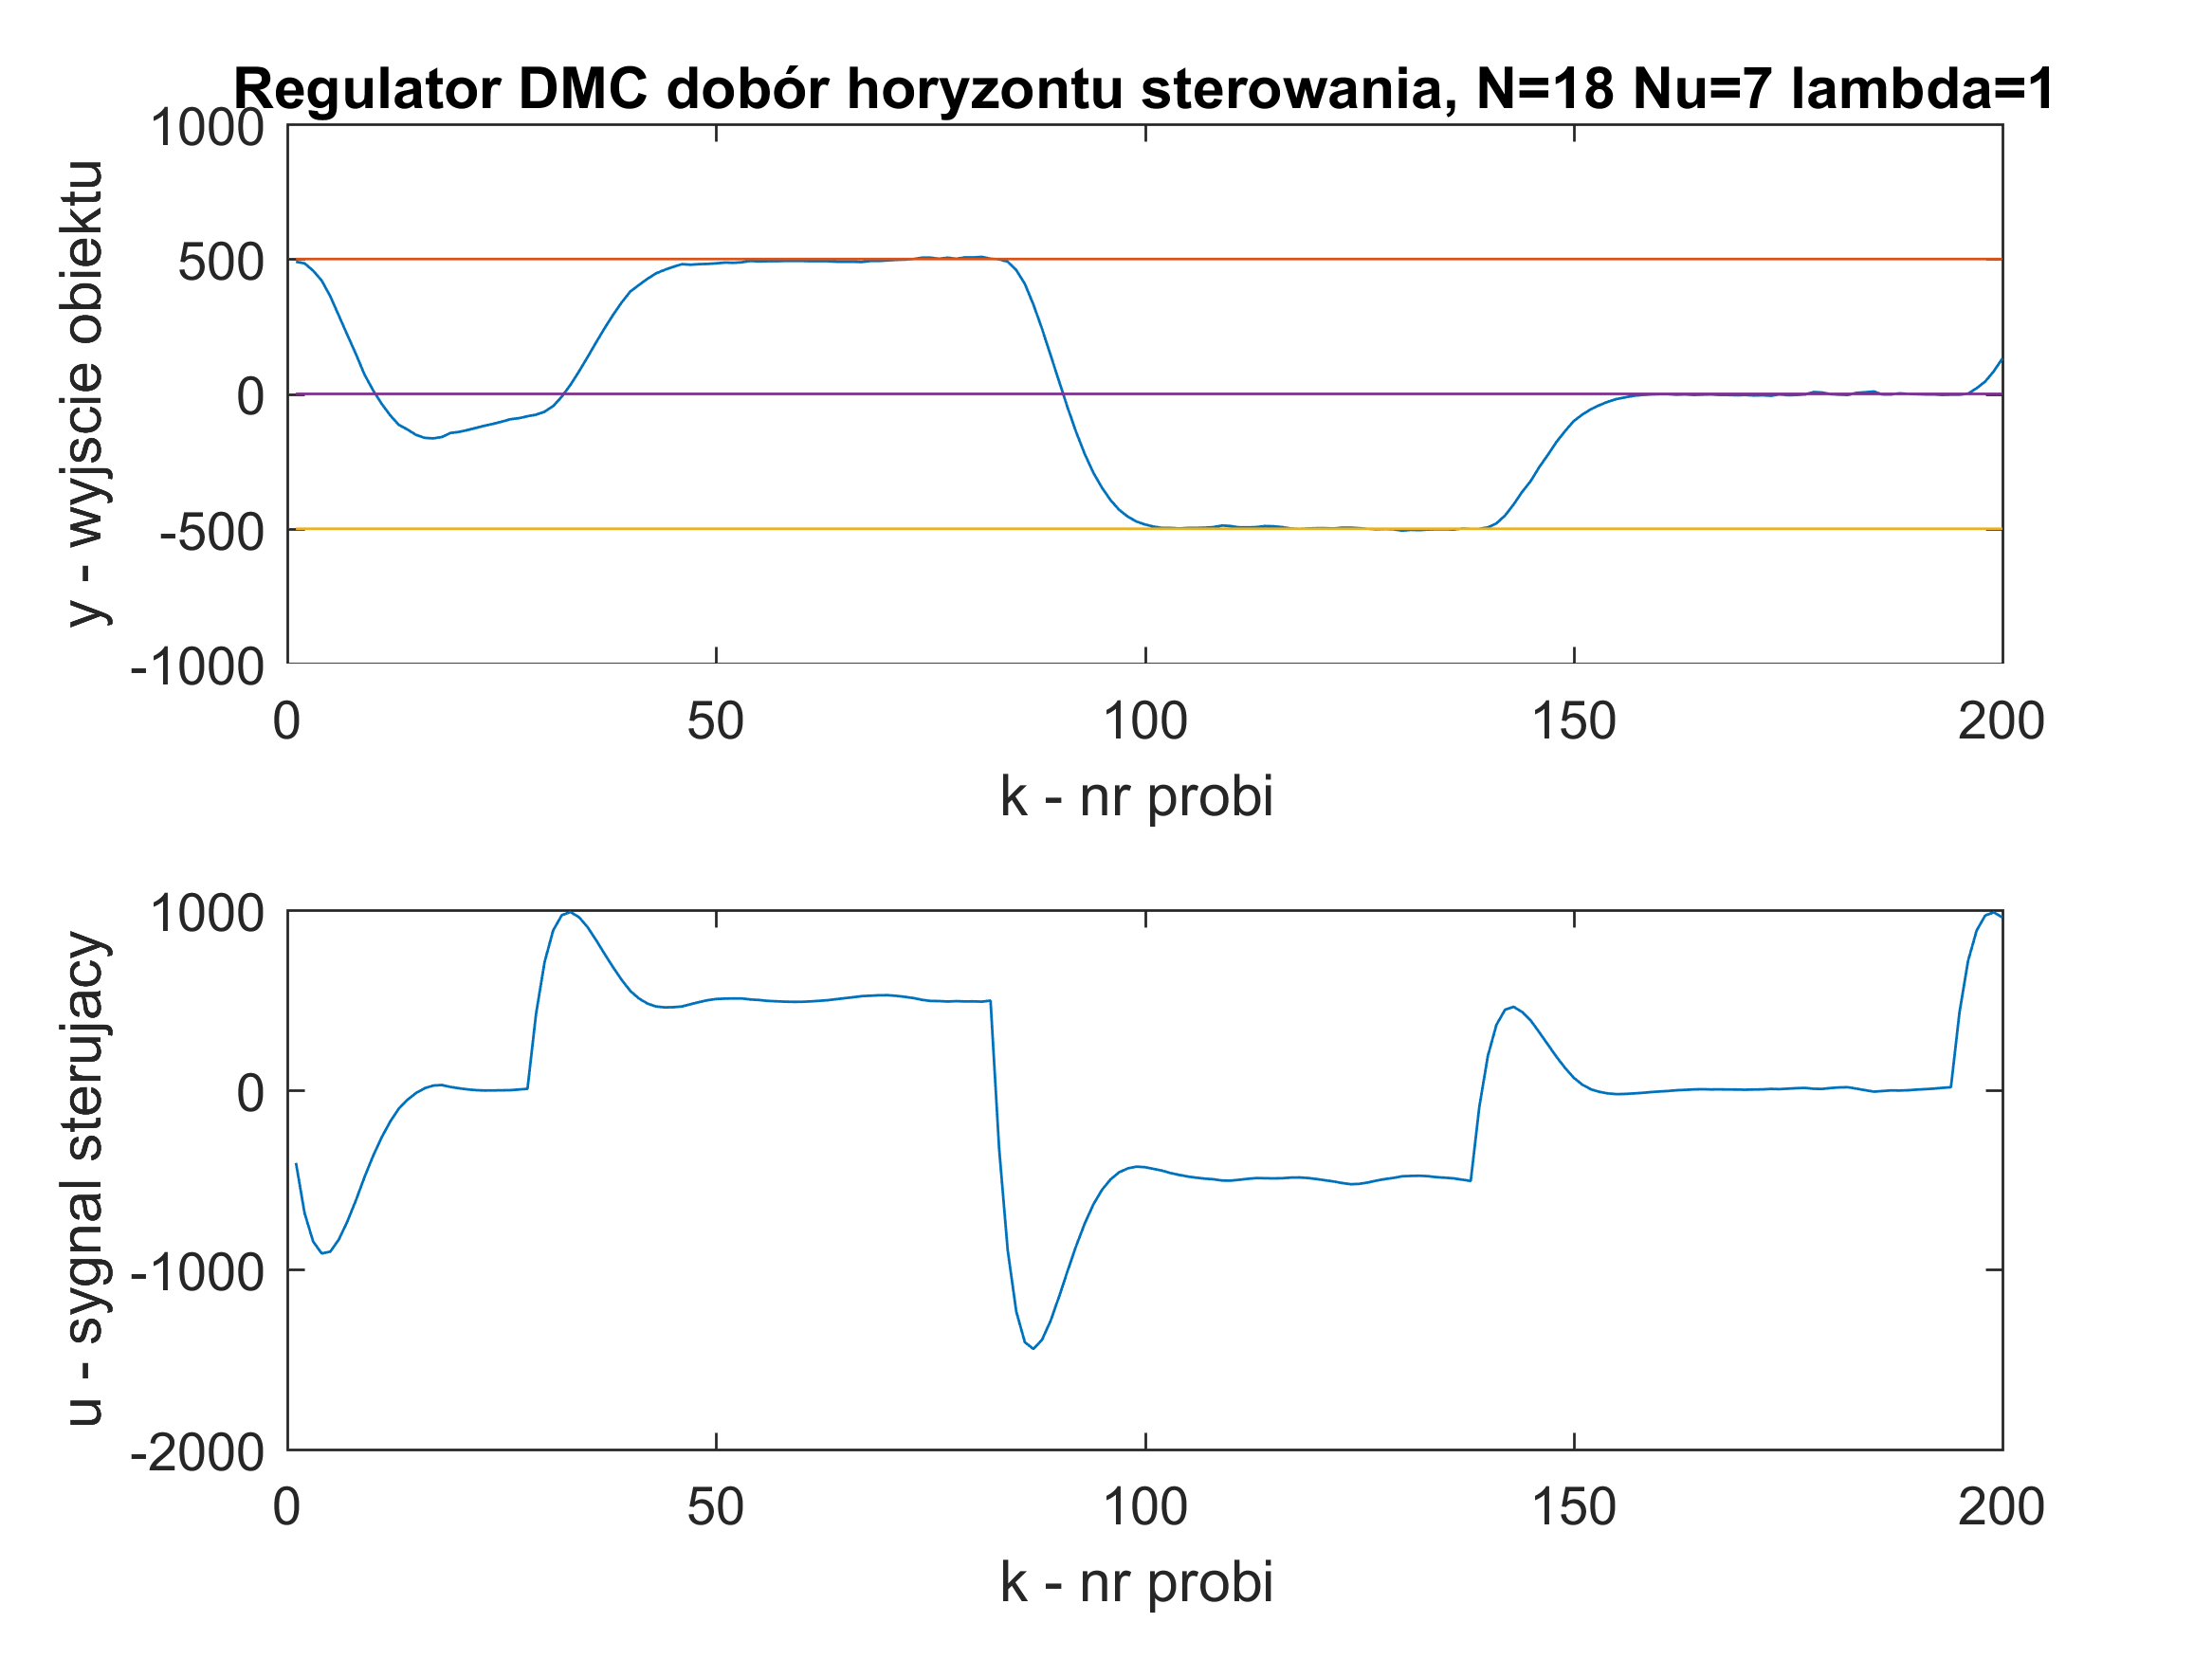 Regulator DMC dobór horyzontu sterowania, N=18 Nu=7 lambda=1
1000
500
0
-500
-1000
y - wyjscie obiektu
0 50 100 150 200
k - nr probi
1000
0
-1000
-2000
u - sygnal sterujacy
0 50 100 150 200
k - nr probi